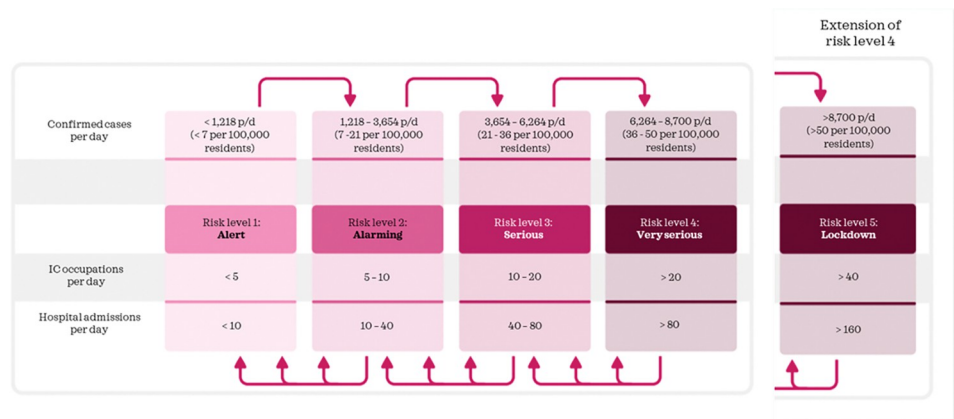 Extension of
risk level 4
Confirmed cases
per day
< 1,218 p/d
(< 7 per 100,000
residents)
1,218 – 3,654 p/d
(7 -21 per 100,000
residents)
3,654 – 6,264 p/d
(21 - 36 per 100,000
residents)
6,264 – 8,700 p/d
(36 - 50 per 100,000
residents)
>8,700 p/d
(>50 per 100,000
residents)
Risk level 1:
Alert
Risk level 2:
Alarming
Risk level 3:
Serious
Risk level 4:
Very serious
Risk level 5:
Lockdown
IC occupations
per day
< 5
5 – 10
10 – 20
> 20
> 40
Hospital admissions
per day
< 10
10 – 40
40 – 80
> 80
> 160